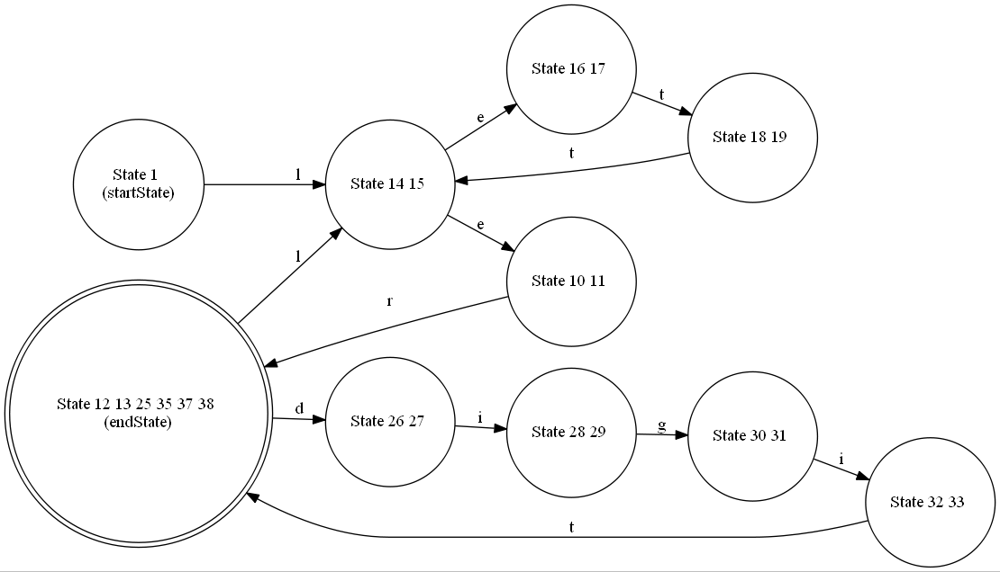 State 16 17
t
e
State 18 19
t
State 1
(startState)
l
State 14 15
e
l
State 10 11
r
State 12 13 25 35 37 38
(endState)
d
State 26 27
i
State 28 29
g
State 30 31
i
State 32 33
t